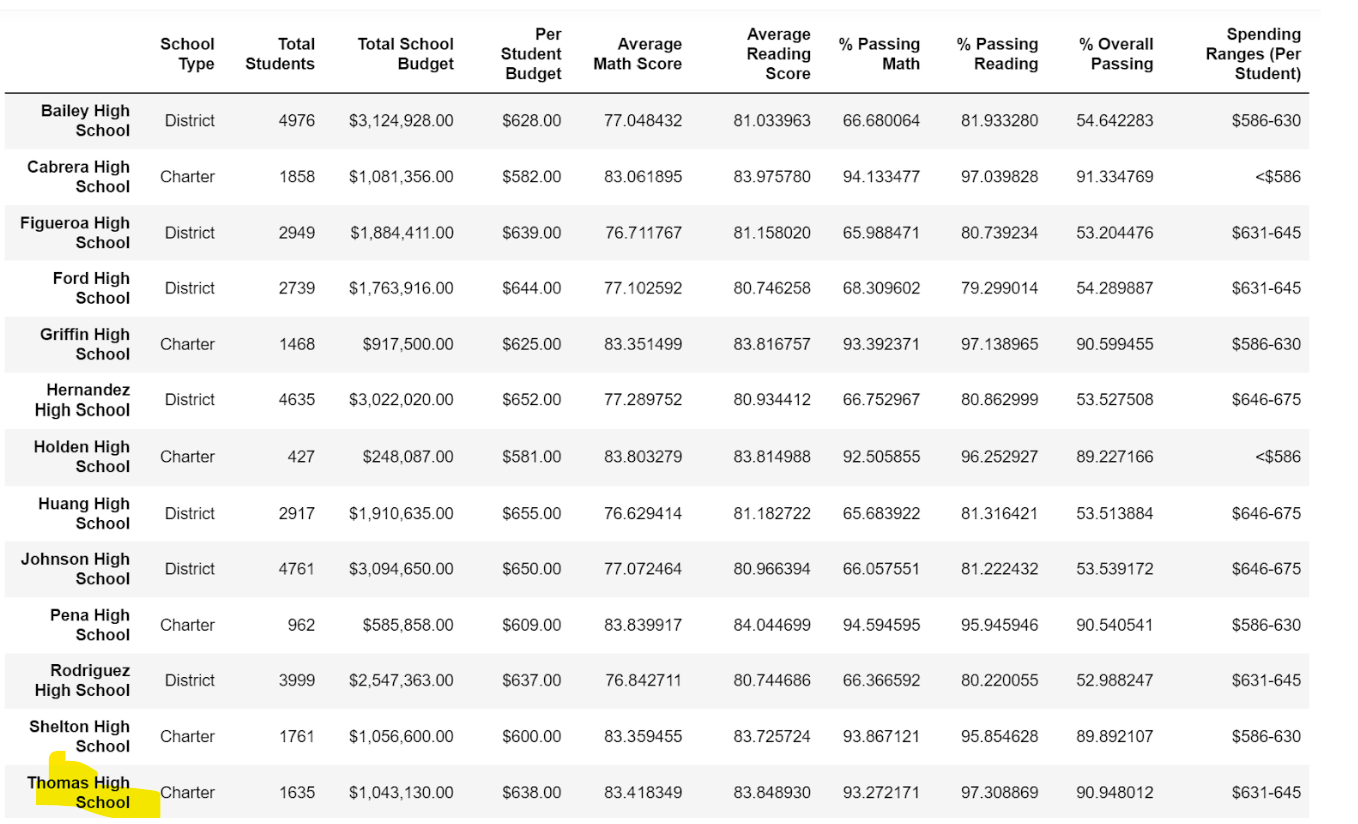 School Type Total Students Total School Budget Per Student Budget Average Math Score Average Reading Score % Passing Math % Passing Reading % Overall Passing Spending Ranges (Per Student)
Bailey High School District 4976 $3,124,928.00 $628.00 77.048432 81.033963 66.680064 81.933280 54.642283 $586-630
Cabrera High School Charter 1858 $1,081,356.00 $582.00 83.061895 83.975780 94.133477 97.039828 91.334769 <$586
Figueroa High School District 2949 $1,884,411.00 $639.00 76.711767 81.158020 65.988471 80.739234 53.204476 $631-645
Ford High School District 2739 $1,763,916.00 $644.00 77.102592 80.746258 68.309602 79.299014 54.289887 $631-645
Griffin High School Charter 1468 $917,500.00 $625.00 83.351499 83.816757 93.392371 97.138965 90.599455 $586-630
Hernandez High School District 4635 $3,022,020.00 $652.00 77.289752 80.934412 66.752967 80.862999 53.527508 $646-675
Holden High School Charter 427 $248,087.00 $581.00 83.803279 83.814988 92.505855 96.252927 89.227166 <$586
Huang High School District 2917 $1,910,635.00 $655.00 76.629414 81.182722 65.683922 81.316421 53.513884 $646-675
Johnson High School District 4761 $3,094,650.00 $650.00 77.072464 80.966394 66.057551 81.222432 53.539172 $646-675
Pena High School Charter 962 $585,858.00 $609.00 83.839917 84.044699 94.594595 95.945946 90.540541 $586-630
Rodriguez High School District 3999 $2,547,363.00 $637.00 76.842711 80.744686 66.366592 80.220055 52.988247 $631-645
Shelton High School Charter 1761 $1,056,600.00 $600.00 83.359455 83.725724 93.867121 95.854628 89.892107 $586-630
Thomas High School Charter 1635 $1,043,130.00 $638.00 83.418349 83.848930 93.272171 97.308869 90.948012 $631-645